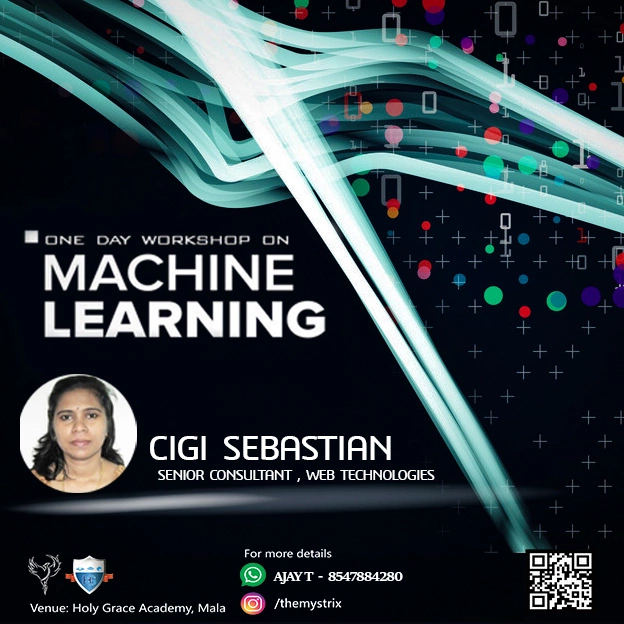 ONE DAY WORKSHOP ON
MACHINE
LEARNING
CIGI SEBASTIAN
SENIOR CONSULTANT , WEB TECHNOLOGIES
For more details
AJAY T - 8547884280
/themystrix
Venue: Holy Grace Academy, Mala